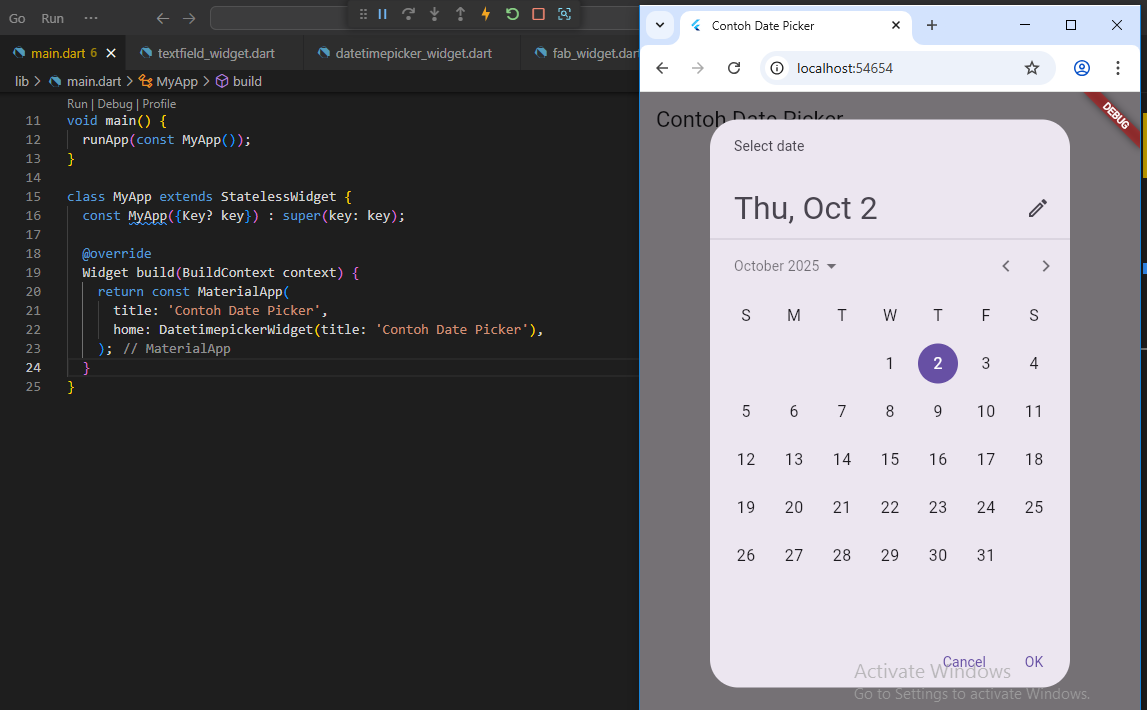 Go Run ···
main.dart 6 textfield_widget.dart datetimepicker_widget.dart fab_widget.dart
lib > main.dart > MyApp > build
Run | Debug | Profile
11 void main() {
12 runApp(const MyApp());
13 }
14
15 class MyApp extends StatelessWidget {
16 const MyApp({Key? key}) : super(key: key);
17
18 @override
19 Widget build(BuildContext context) {
20 return const MaterialApp(
21 title: 'Contoh Date Picker',
22 home: DatetimepickerWidget(title: 'Contoh Date Picker'),
23 ); // MaterialApp
24 }
25 }
Contoh Date Picker
localhost:54654
Contoh Date Picker
DEBUG
Select date
Thu, Oct 2
October 2025
S M T W T F S
1 2 3 4
5 6 7 8 9 10 11
12 13 14 15 16 17 18
19 20 21 22 23 24 25
26 27 28 29 30 31
Cancel OK
Activate Windows
Go to Settings to activate Windows.